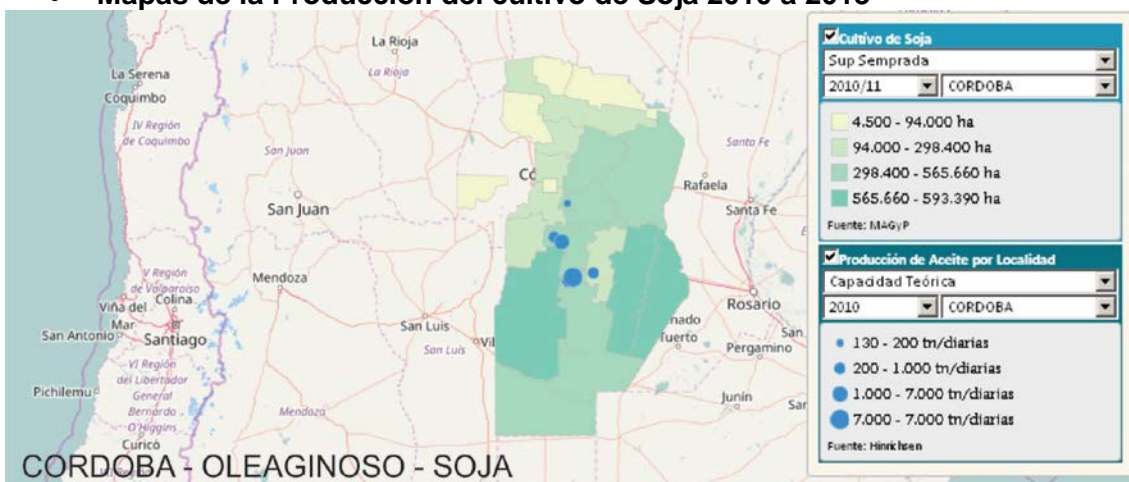 • Mapas de la Producción del cultivo de Soja 2010 a 2018
La Rioja
La Rioja
La Serena
Coquimbo
IV Región
de Coquimbo
San Juan
San Juan
Santa Fe
Rafaela
Santa Fe
Có
Mendoza
V Región
de Valparaíso
Viña del
Mar
Colina
San Antonio
Santiago
San Luis
San Luis
Vil
Rosario
nado
Tuerto
San
Pergamino
VI Región
del Libertador
General
Bernardo
O'Higgins
Pichilemu
Mendoza
Junín
Sar
Curicó
CORDOBA - OLEAGINOSO - SOJA
Cultivo de Soja
Sup Semprada
2010/11 CORDOBA
4.500 - 94.000 ha
94.000 - 298.400 ha
298.400 - 565.660 ha
565.660 - 593.390 ha
Fuente: MAGyP
Producción de Aceite por Localidad
Capacidad Teórica
2010 CORDOBA
130 - 200 tn/diarias
200 - 1.000 tn/diarias
1.000 - 7.000 tn/diarias
7.000 - 7.000 tn/diarias
Fuente: Hinrichsen